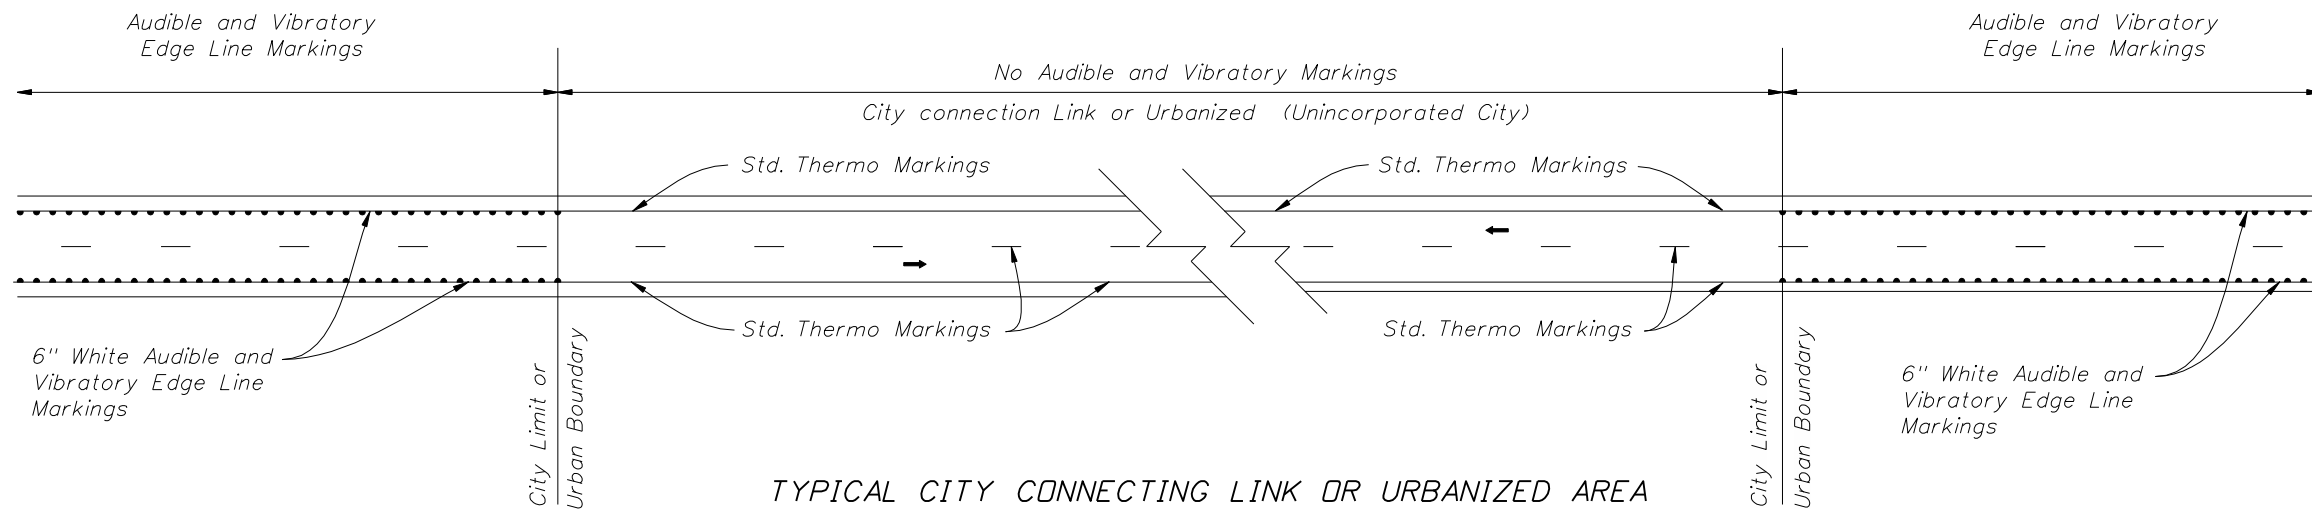 Audible and Vibratory
Edge Line Markings
Audible and Vibratory
Edge Line Markings
No Audible and Vibratory Markings
City connection Link or Urbanized (Unincorporated City)
Std. Thermo Markings
Std. Thermo Markings
Std. Thermo Markings
Std. Thermo Markings
6" White Audible and
Vibratory Edge Line
Markings
City Limit or
Urban Boundary
City Limit or
Urban Boundary
6" White Audible and
Vibratory Edge Line
Markings
TYPICAL CITY CONNECTING LINK OR URBANIZED AREA